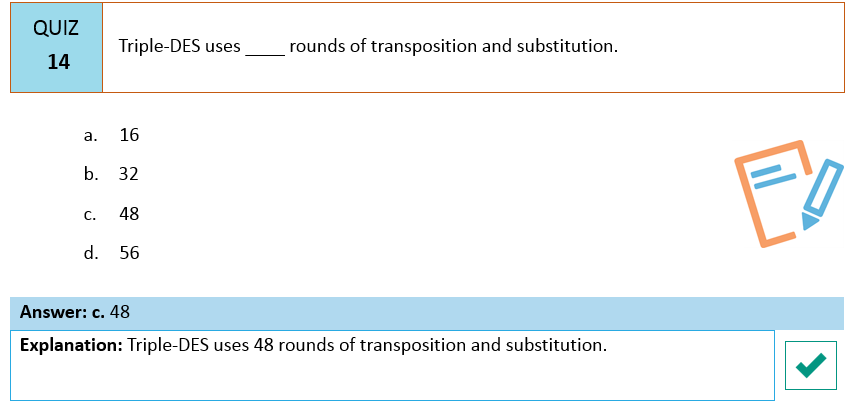 QUIZ
14
Triple-DES uses ____ rounds of transposition and substitution.
a. 16
b. 32
c. 48
d. 56
Answer: c. 48
Explanation: Triple-DES uses 48 rounds of transposition and substitution.